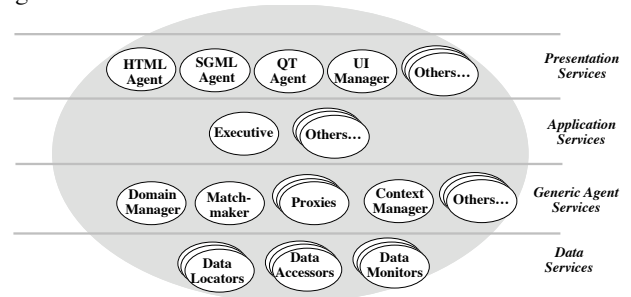 HTML Agent
SGML Agent
QT Agent
UI Manager
Others…
Presentation Services
Executive
Others…
Application Services
Domain Manager
Match-maker
Proxies
Context Manager
Others…
Generic Agent Services
Data Locators
Data Accessors
Data Monitors
Data Services